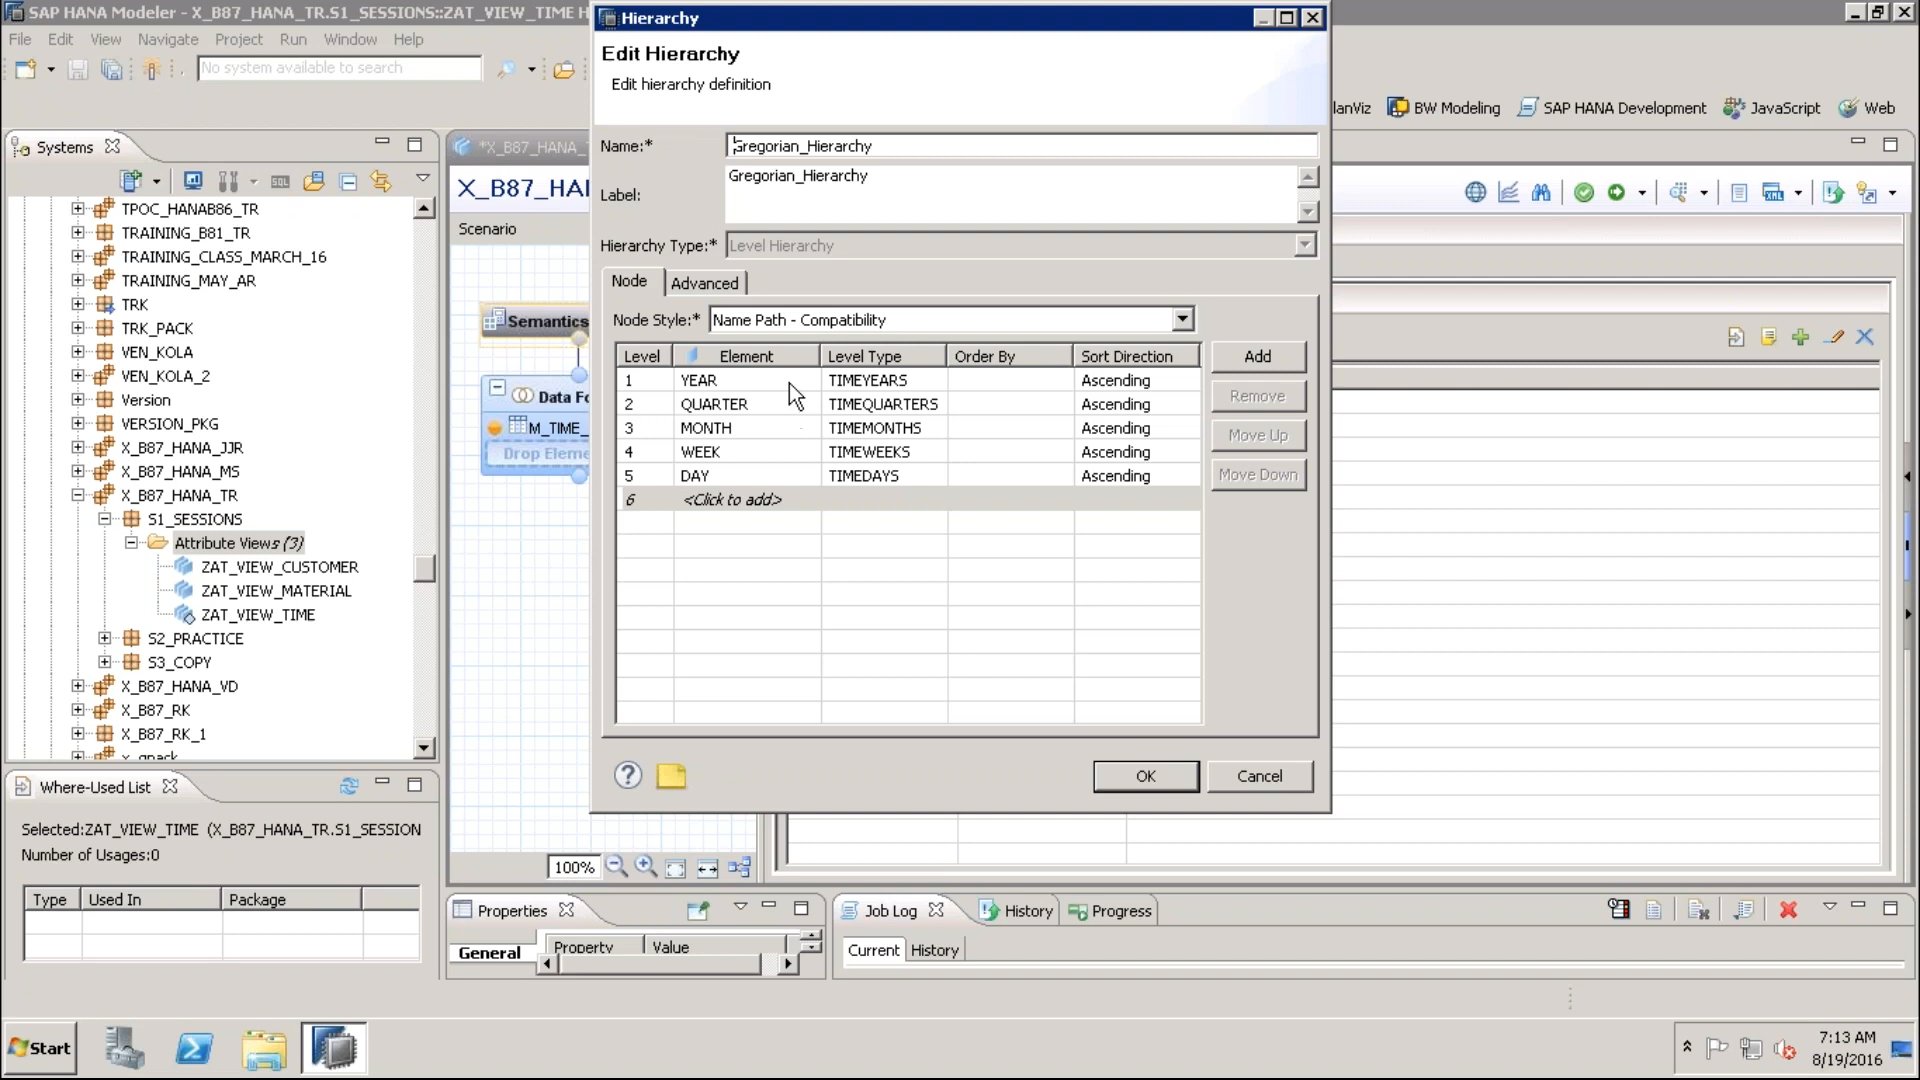 SAP HANA Modeler - X_B87_HANA_TR.S1_SESSIONS::ZAT_VIEW_TIME H
File Edit View Navigate Project Run Window Help
No system available to search
lanViz BW Modeling SAP HANA Development JavaScript Web
Systems
TPOC_HANAB86_TR
TRAINING_B81_TR
TRAINING_CLASS_MARCH_16
TRAINING_MAY_AR
TRK
TRK_PACK
VEN_KOLA
VEN_KOLA_2
Version
VERSION_PKG
X_B87_HANA_JJR
X_B87_HANA_MS
X_B87_HANA_TR
S1_SESSIONS
Attribute Views (3)
ZAT_VIEW_CUSTOMER
ZAT_VIEW_MATERIAL
ZAT_VIEW_TIME
S2_PRACTICE
S3_COPY
X_B87_HANA_VD
X_B87_RK
X_B87_RK_1
x_gpack
Where-Used List
Selected:ZAT_VIEW_TIME (X_B87_HANA_TR.S1_SESSION
Number of Usages:0
Type Used In Package
*X_B87_HANA_T
X_B87_HAI
Scenario
Semantics
Data Fo
M_TIME_
Drop Eleme
100%
Hierarchy
Edit Hierarchy
Edit hierarchy definition
Name:* Gregorian_Hierarchy
Label: Gregorian_Hierarchy
Hierarchy Type:* Level Hierarchy
Node Advanced
Node Style:* Name Path - Compatibility
Level Element Level Type Order By Sort Direction
1 YEAR TIMEYEARS Ascending
2 QUARTER TIMEQUARTERS Ascending
3 MONTH TIMEMONTHS Ascending
4 WEEK TIMEWEEKS Ascending
5 DAY TIMEDAYS Ascending
6 <Click to add>
Add
Remove
Move Up
Move Down
OK Cancel
Properties
General Property Value
Job Log History Progress
Current History
Start
7:13 AM
8/19/2016